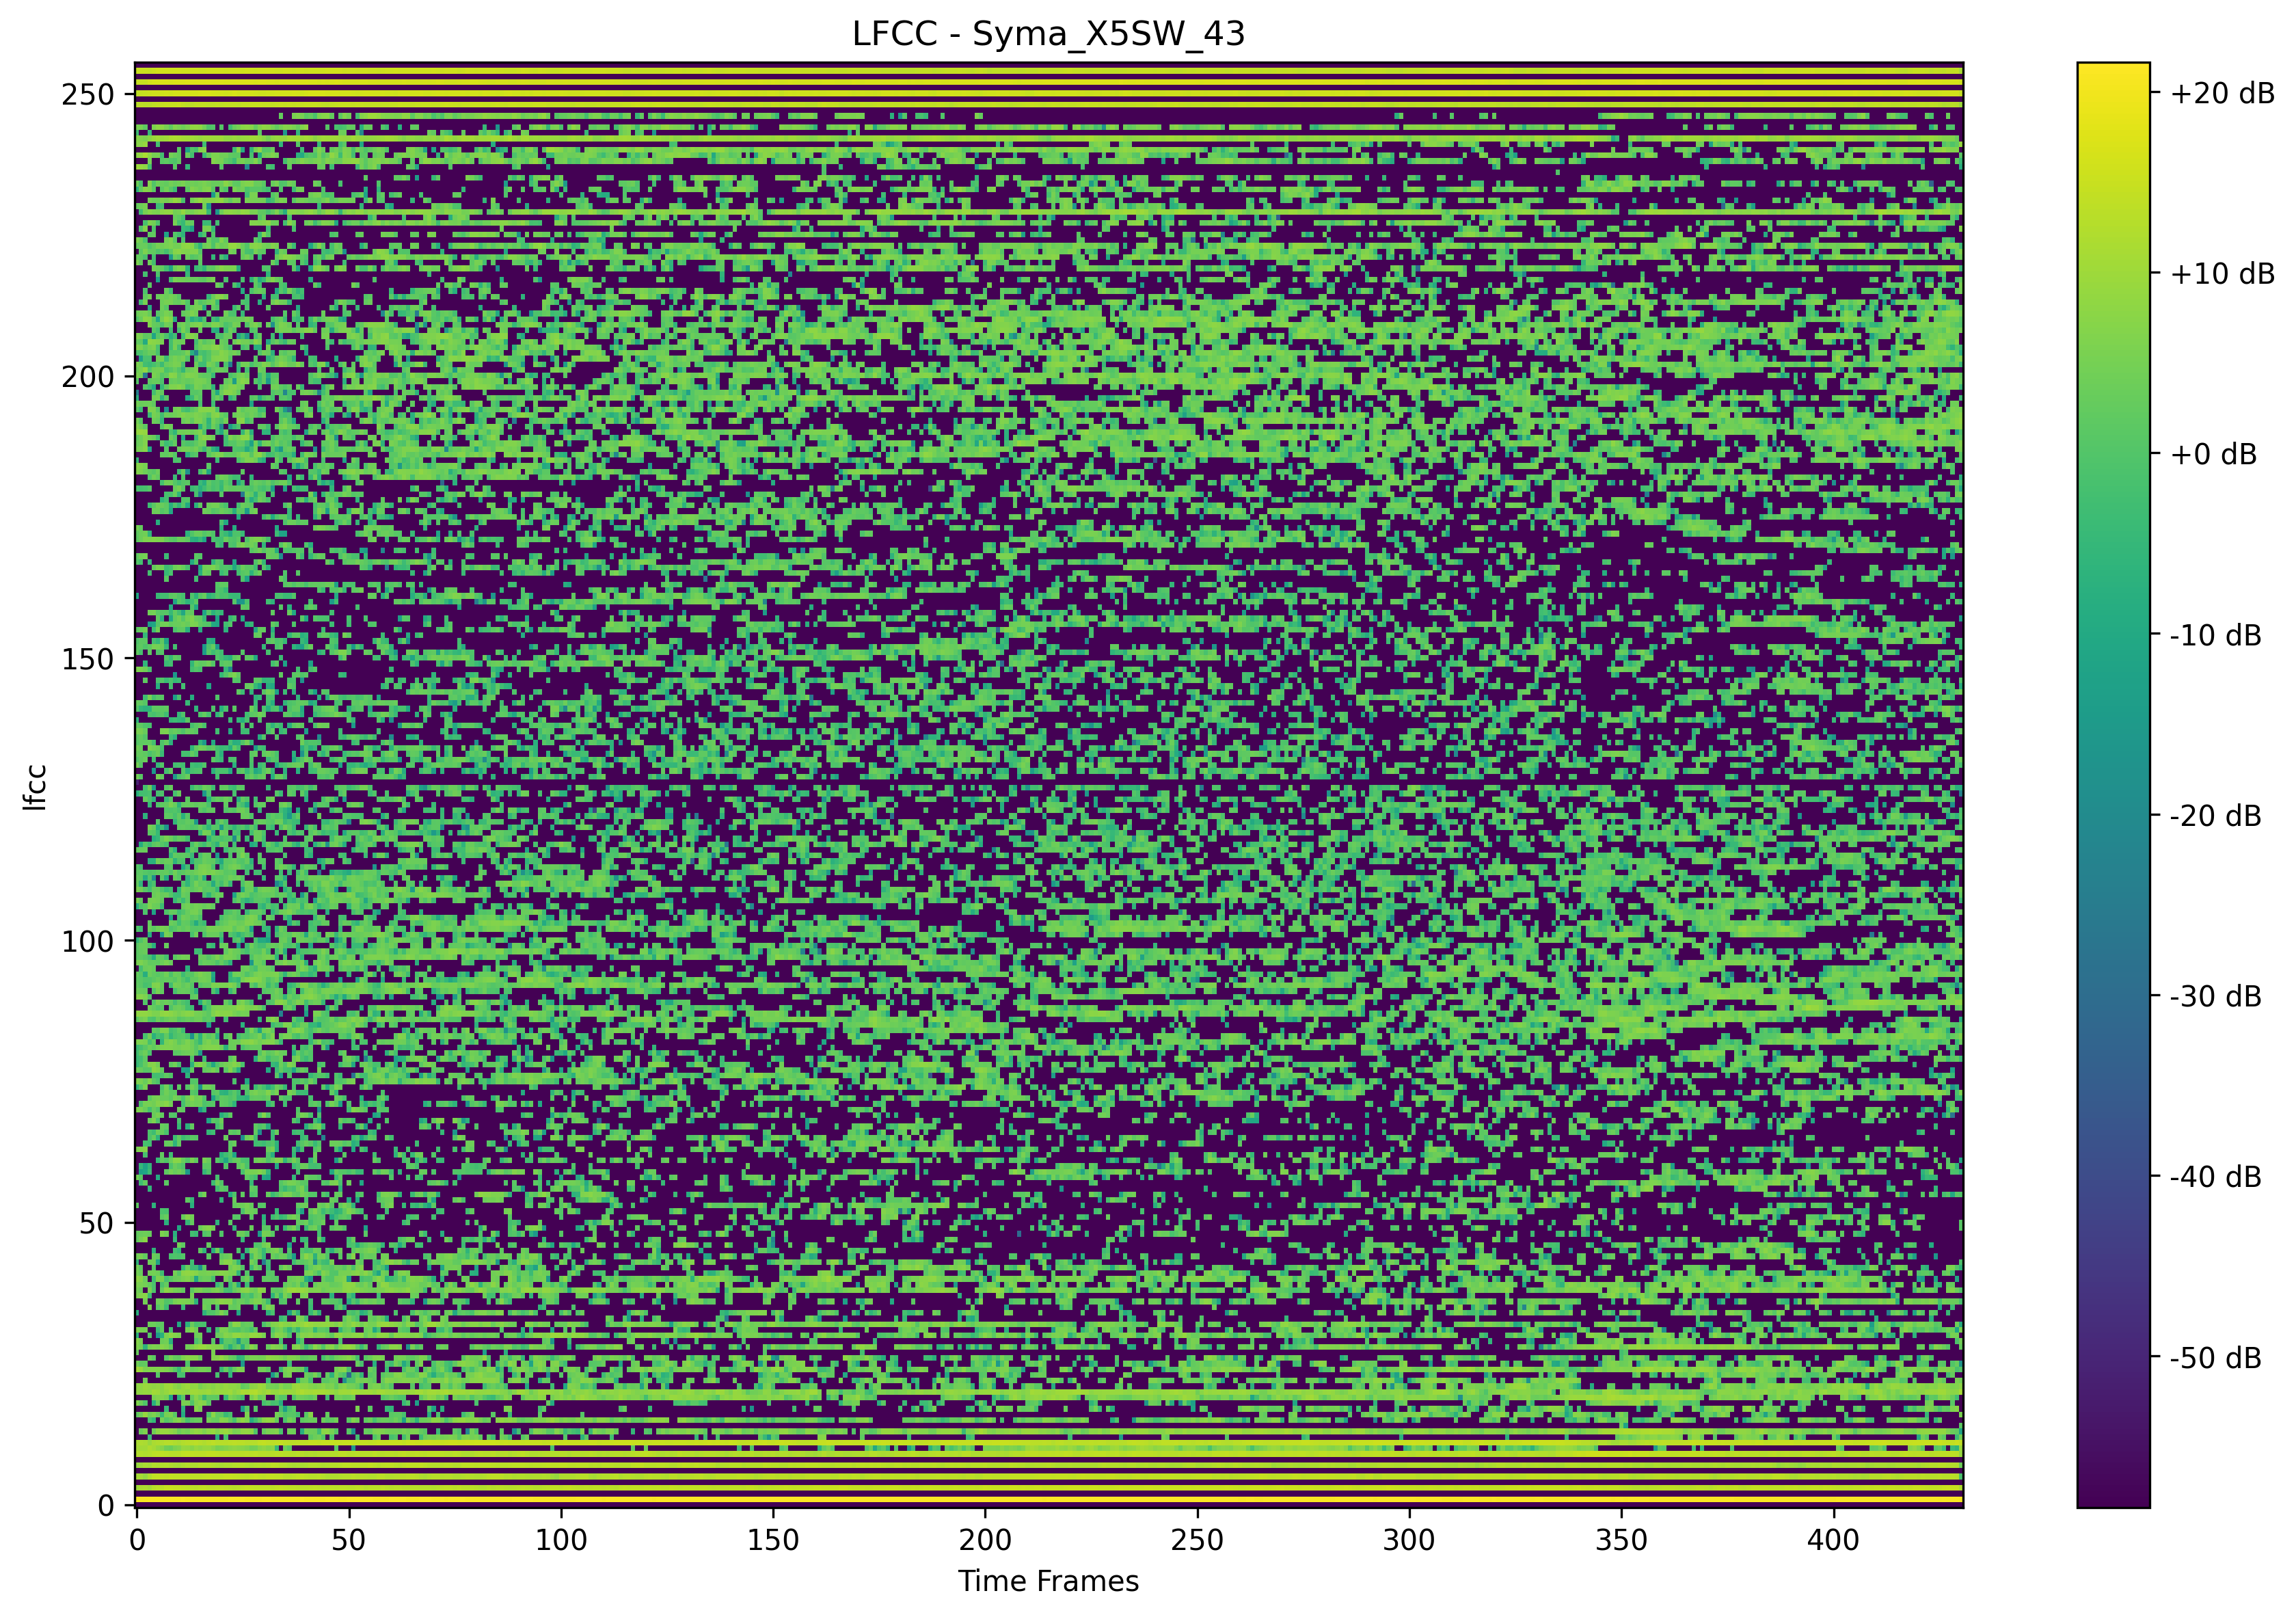 LFCC - Syma_X5SW_43
lfcc
250
200
150
100
50
0
0 50 100 150 200 250 300 350 400
Time Frames
+20 dB
+10 dB
+0 dB
-10 dB
-20 dB
-30 dB
-40 dB
-50 dB